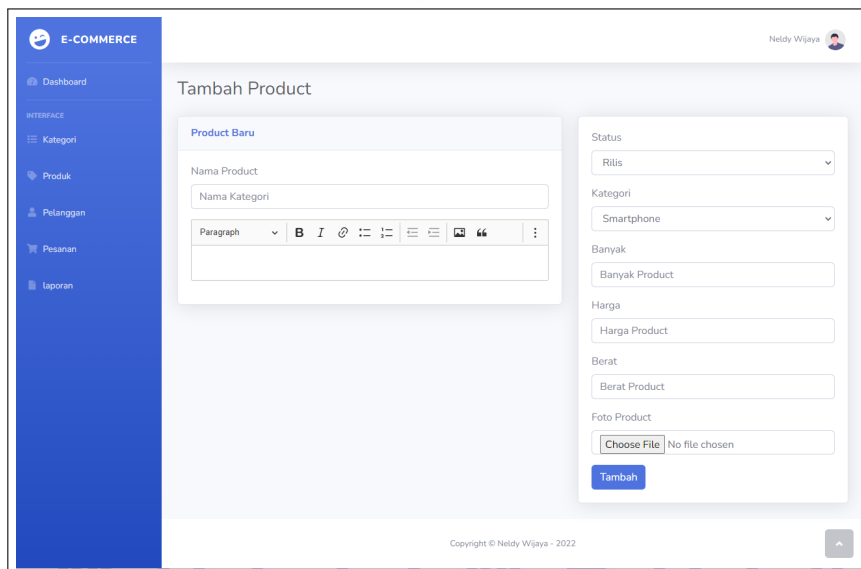 E-COMMERCE
Neldy Wijaya
Dashboard
INTERFACE
Kategori
Produk
Pelanggan
Pesanan
laporan
Tambah Product
Product Baru
Nama Product
Nama Kategori
Paragraph
B I
Status
Rilis
Kategori
Smartphone
Banyak
Banyak Product
Harga
Harga Product
Berat
Berat Product
Foto Product
Choose File No file chosen
Tambah
Copyright © Neldy Wijaya - 2022